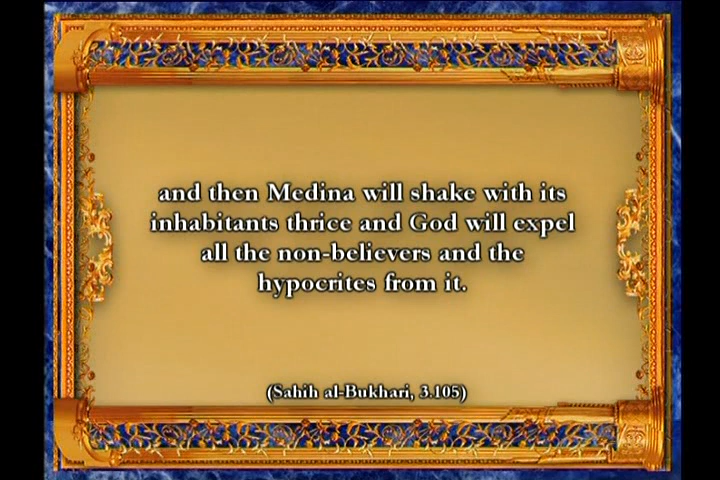 and then Medina will shake with its
inhabitants thrice and God will expel
all the non-believers and the
hypocrites from it.
(Sahih al-Bukhari, 3.105)